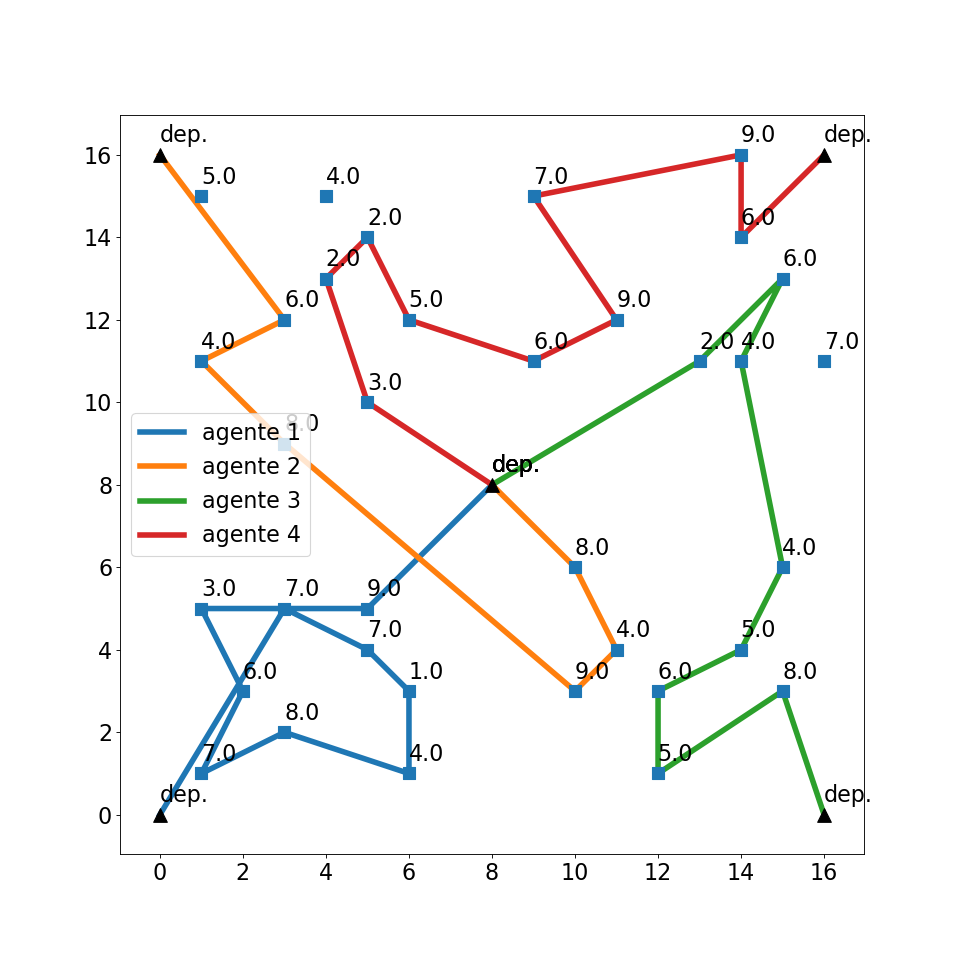 dep. 9.0 dep.
16
5.0 4.0 7.0
2.0 6.0
14
2.0 6.0
6.0 5.0 9.0
12
4.0 6.0 2.0 4.0 7.0
3.0
10
8.0
agente 1
agente 2
agente 3
agente 4
dep.
8
8.0
6
3.0 7.0 9.0 4.0
7.0 4.0 5.0
4
6.0 1.0 9.0 6.0 8.0
8.0
2
7.0 4.0 5.0
dep. dep.
0
0 2 4 6 8 10 12 14 16